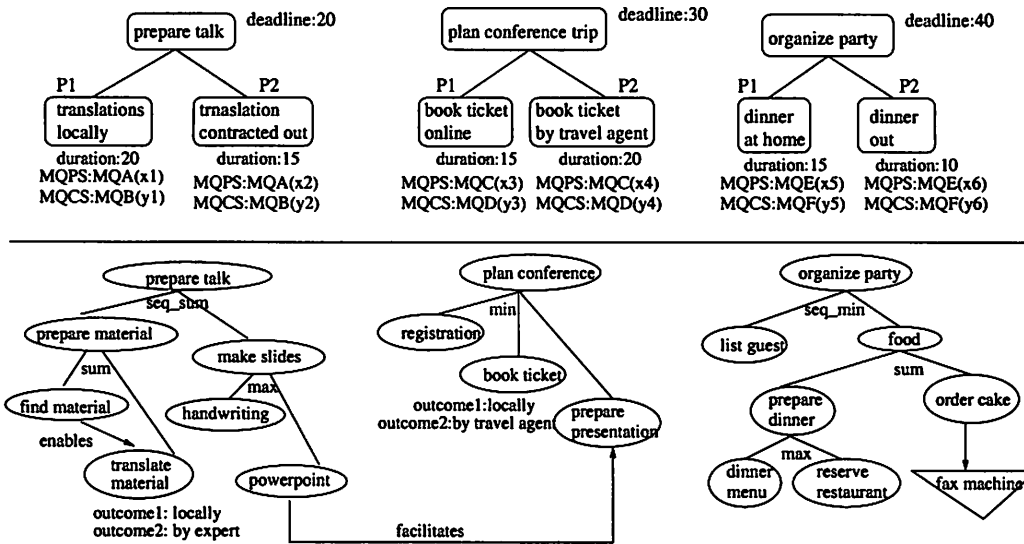 deadline:20
prepare talk
P1
P2
translations
locally
trnaslation
contracted out
duration:20
MQPS:MQA(x1)
MQCS:MQB(y1)
duration:15
MQPS:MQA(x2)
MQCS:MQB(y2)
deadline:30
plan conference trip
P1
P2
book ticket
online
book ticket
by travel agent
duration:15
MQPS:MQC(x3)
MQCS:MQD(y3)
duration:20
MQPS:MQC(x4)
MQCS:MQD(y4)
deadline:40
organize party
P1
P2
dinner
at home
dinner
out
duration:15
MQPS:MQE(x5)
MQCS:MQF(y5)
duration:10
MQPS:MQE(x6)
MQCS:MQF(y6)
prepare talk
seq_sum
prepare material
make slides
sum
max
find material
handwriting
enables
translate
material
powerpoint
outcome1: locally
outcome2: by expert
facilitates
plan conference
min
registration
book ticket
outcome1:locally
outcome2:by travel agent
prepare
presentation
organize party
seq_min
list guest
food
sum
prepare
dinner
order cake
max
dinner
menu
reserve
restaurant
fax machine